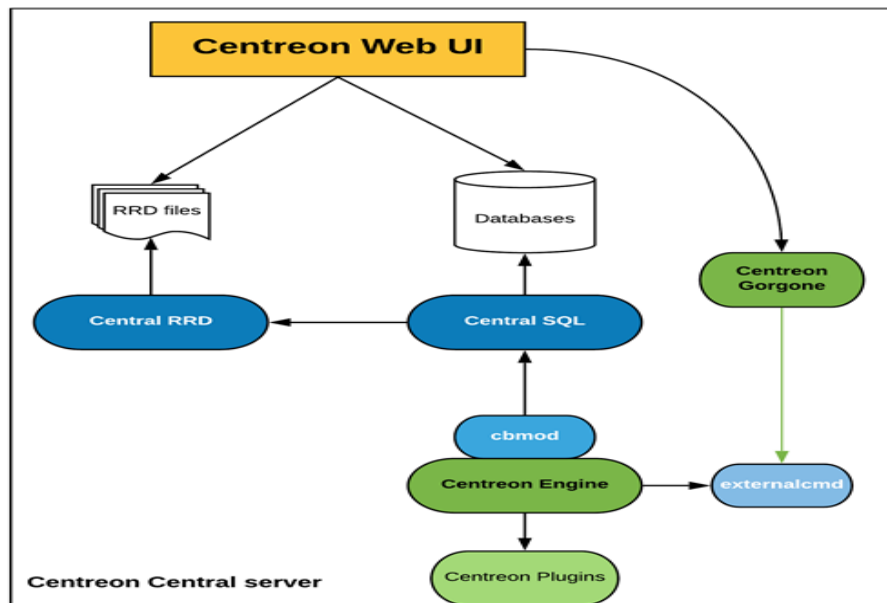 Centreon Web UI
RRD files
Databases
Centreon
Gorgone
Central RRD
Central SQL
cbmod
Centreon Engine
externalcmd
Centreon Plugins
Centreon Central server